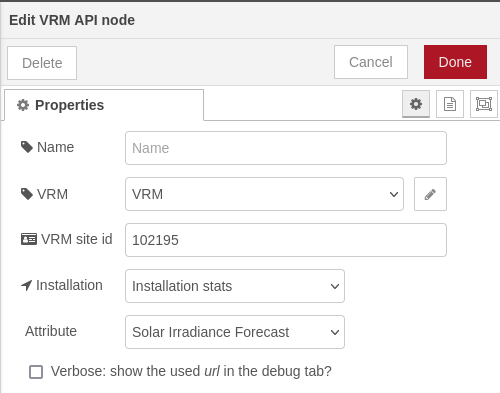 Edit VRM API node
Delete Cancel Done
Properties
Name Name
VRM VRM
VRM site id 102195
Installation Installation stats
Attribute Solar Irradiance Forecast
Verbose: show the used url in the debug tab?